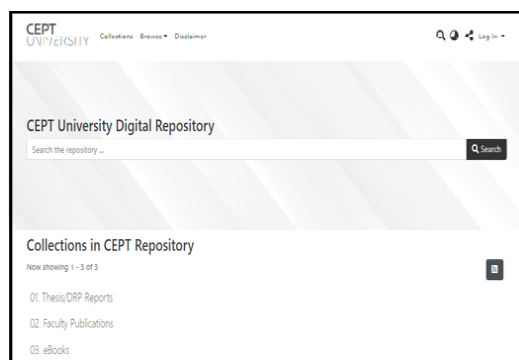 CEPT
UNIVERSITY
Collections Browse Disclaimer Log In
CEPT University Digital Repository
Search the repository ... Search
Collections in CEPT Repository
Now showing 1 - 3 of 3
01. Thesis/DRP Reports
02. Faculty Publications
03. eBooks